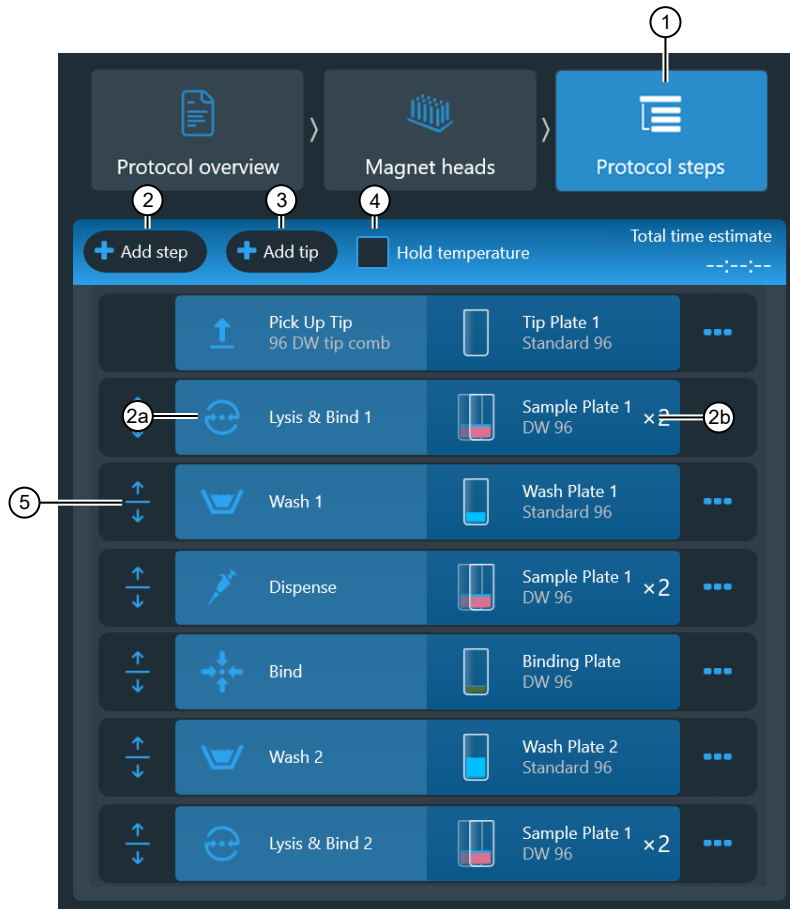 1
Protocol overview
Magnet heads
Protocol steps
2
3
4
Add step
Add tip
Hold temperature
Total time estimate
--:--:--
Pick Up Tip
96 DW tip comb
Tip Plate 1
Standard 96
2a
Lysis & Bind 1
Sample Plate 1
DW 96
×2
2b
5
Wash 1
Wash Plate 1
Standard 96
Dispense
Sample Plate 1
DW 96
×2
Bind
Binding Plate
DW 96
Wash 2
Wash Plate 2
Standard 96
Lysis & Bind 2
Sample Plate 1
DW 96
×2